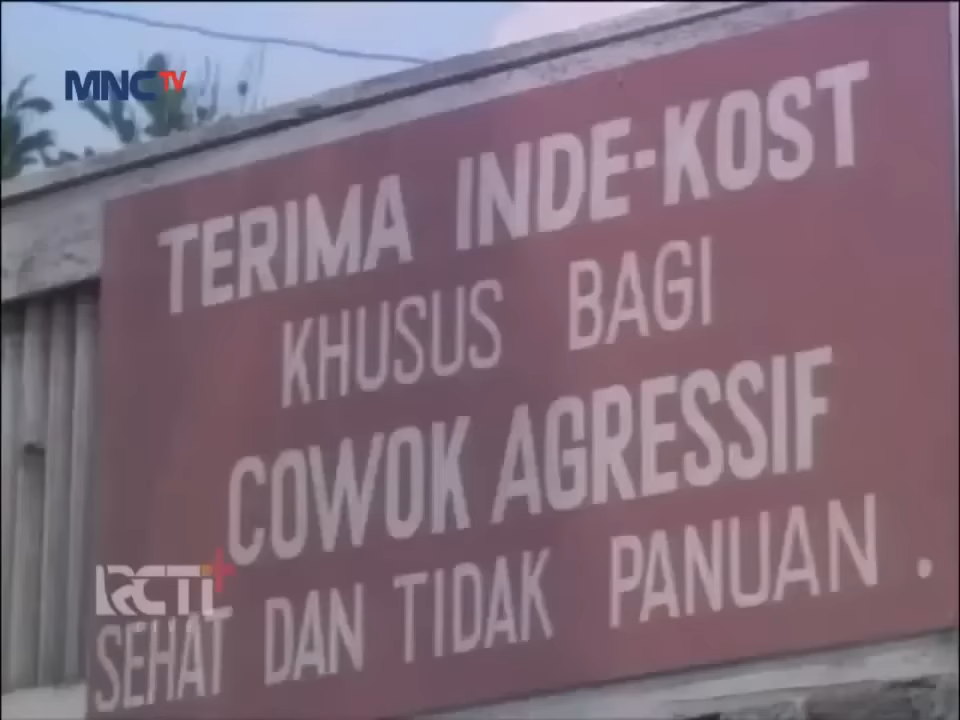 MNCTV
TERIMA INDE-KOST
KHUSUS BAGI
COWOK AGRESSIF
RCTI+
SEHAT DAN TIDAK PANUAN .